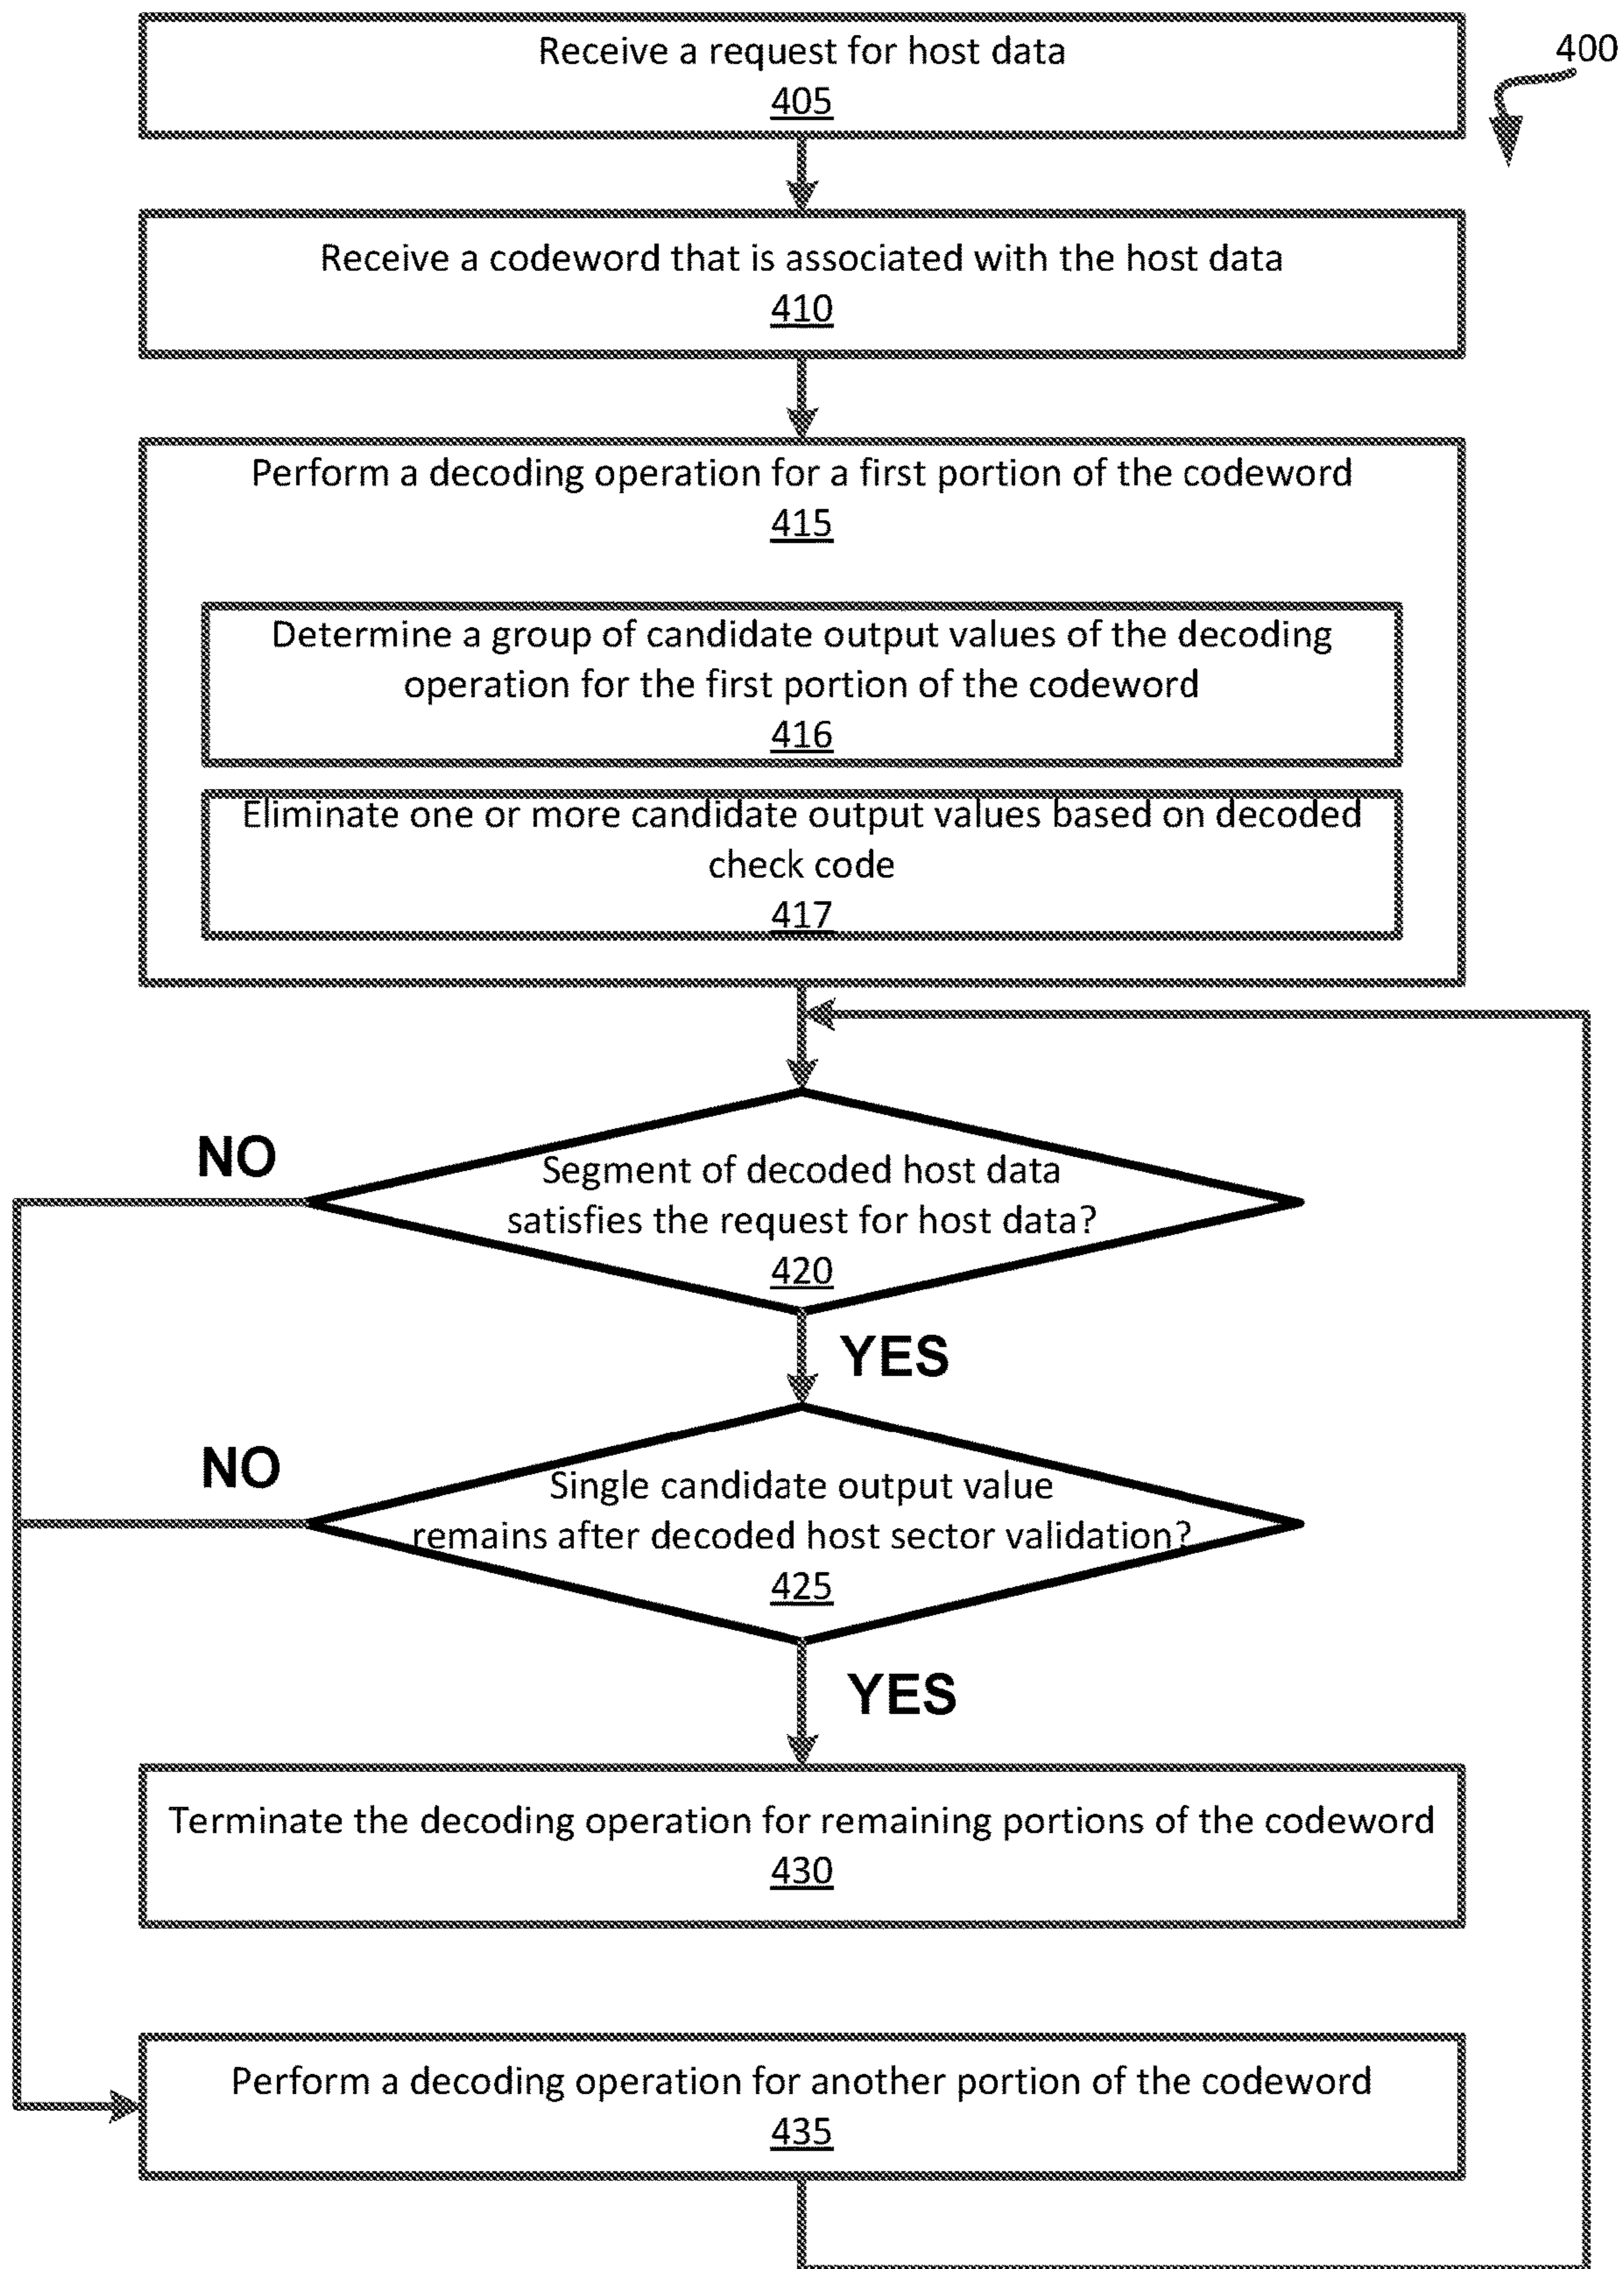 Receive a request for host data
405
400
Receive a codeword that is associated with the host data
410
Perform a decoding operation for a first portion of the codeword
415
Determine a group of candidate output values of the decoding
operation for the first portion of the codeword
416
Eliminate one or more candidate output values based on decoded
check code
417
NO
Segment of decoded host data
satisfies the request for host data?
420
YES
NO
Single candidate output value
remains after decoded host sector validation?
425
YES
Terminate the decoding operation for remaining portions of the codeword
430
Perform a decoding operation for another portion of the codeword
435